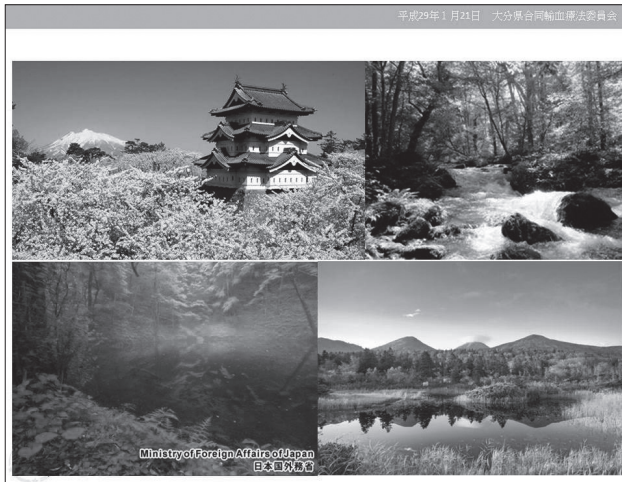 平成29年1月21日　大分県合同輸血療法委員会
Ministry of Foreign Affairs of Japan
日本国外務省